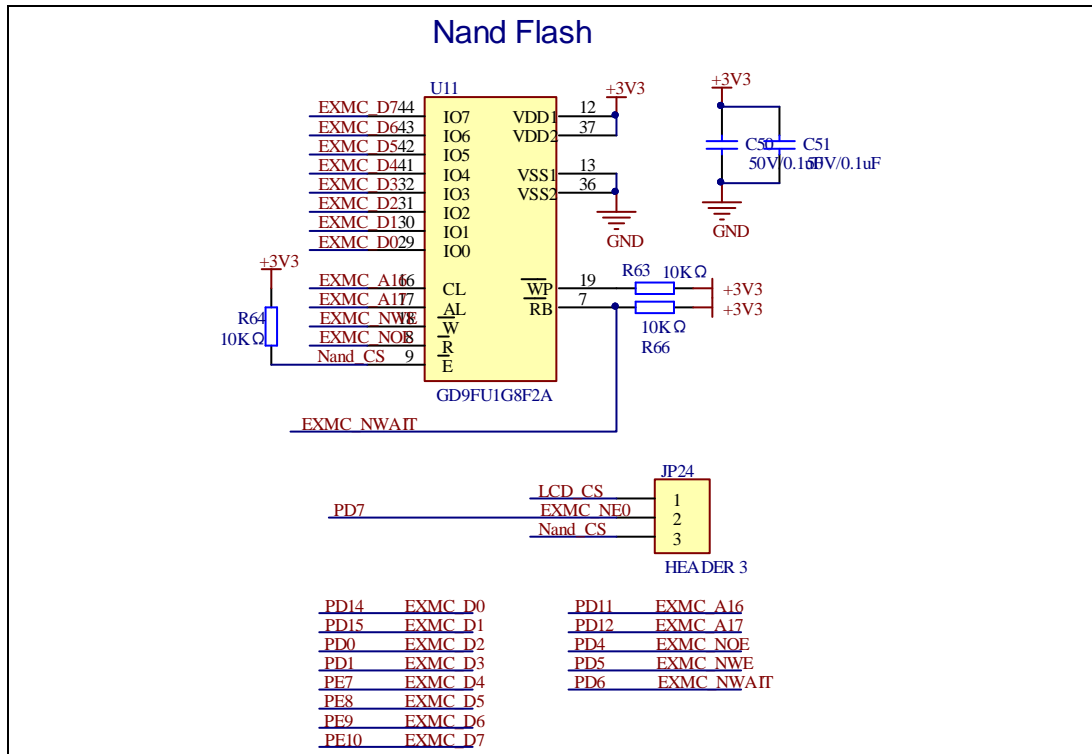 Nand Flash
U11
+3V3
+3V3
EXMC_D7 44 IO7 VDD1 12
EXMC_D6 43 IO6 VDD2 37
EXMC_D5 42 IO5
EXMC_D4 41 IO4 VSS1 13
EXMC_D3 32 IO3 VSS2 36
EXMC_D2 31 IO2
EXMC_D1 30 IO1
EXMC_D0 29 IO0
GND
C50 C51
50V/0.1uF 50V/0.1uF
GND
+3V3
R64
10KΩ
EXMC_A16 16 CL WP 19 R63 10KΩ +3V3
EXMC_A17 17 AL RB 7 +3V3
10KΩ
R66
EXMC_NWE 18 W
EXMC_NOE 8 R
Nand_CS 9 E
GD9FU1G8F2A
EXMC_NWAIT
JP24
LCD_CS 1
PD7 EXMC_NE0 2
Nand_CS 3
HEADER 3
PD14 EXMC_D0
PD15 EXMC_D1
PD0 EXMC_D2
PD1 EXMC_D3
PE7 EXMC_D4
PE8 EXMC_D5
PE9 EXMC_D6
PE10 EXMC_D7
PD11 EXMC_A16
PD12 EXMC_A17
PD4 EXMC_NOE
PD5 EXMC_NWE
PD6 EXMC_NWAIT